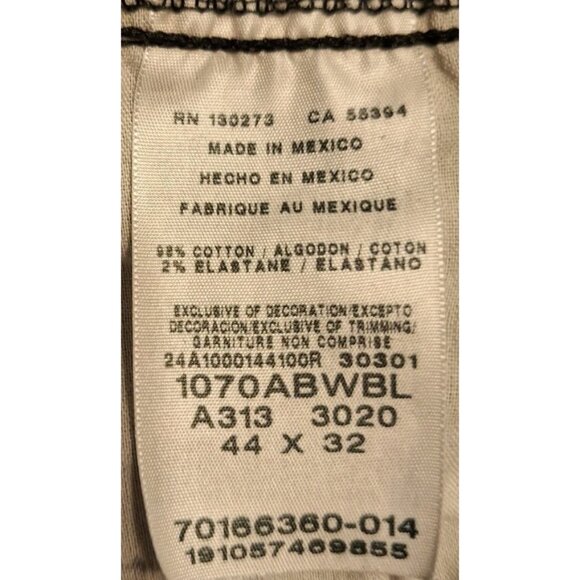 RN 130273 CA 55394
MADE IN MEXICO
HECHO EN MEXICO
FABRIQUE AU MEXIQUE
98% COTTON / ALGODON / COTON
2% ELASTANE / ELASTANO
EXCLUSIVE OF DECORATION/EXCEPTO
DECORACION/EXCLUSIVE OF TRIMMING/
GARNITURE NON COMPRISE
24A1000144100R 30301
1070ABWBL
A313 3020
44 X 32
70166360-014
191057469855